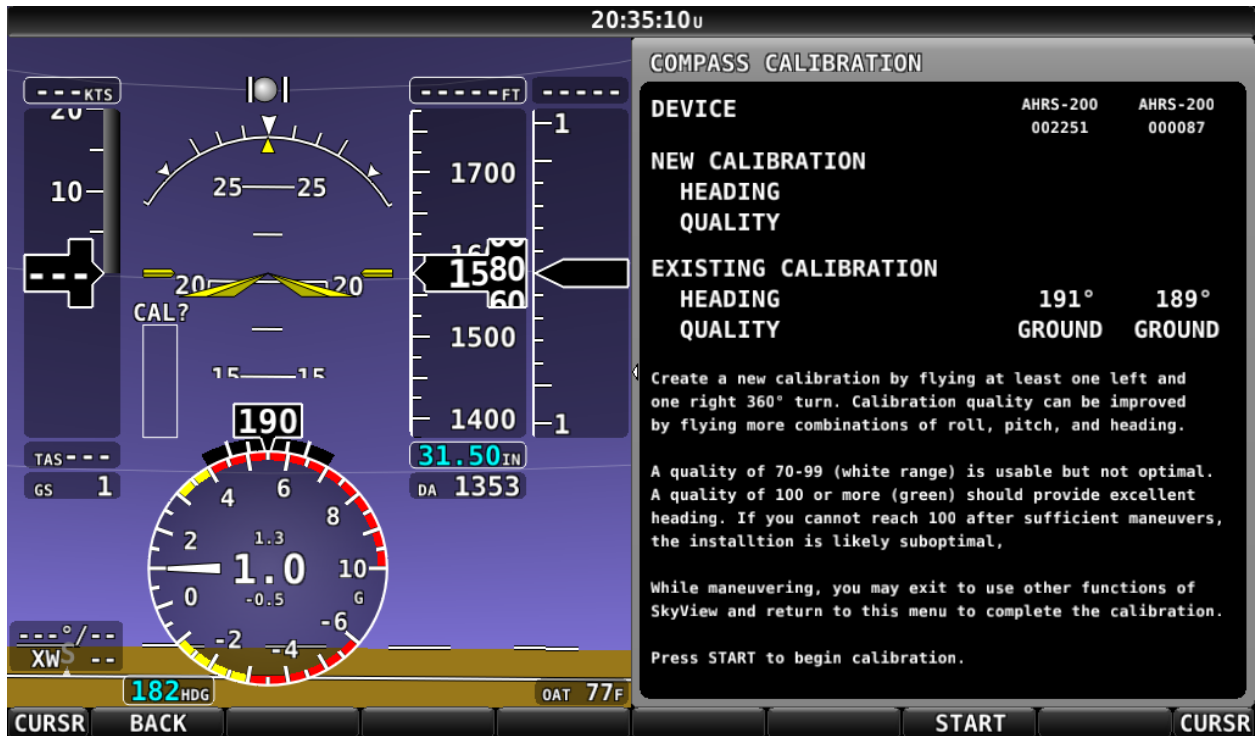 20:35:10U
---KTS
-----FT
-----
20
10
---
25 25
20 20
15 15
CAL?
1700
1600
1580
60
1500
1400
1
1
190
31.50IN
DA 1353
TAS---
GS 1
4 6
2 8
1.3
1.0 10
0 -0.5 G
-2 -4 -6
---°/--
XW --
S
182HDG
OAT 77F
COMPASS CALIBRATION
DEVICE AHRS-200 AHRS-200
002251 000087
NEW CALIBRATION
HEADING
QUALITY
EXISTING CALIBRATION
HEADING 191° 189°
QUALITY GROUND GROUND
Create a new calibration by flying at least one left and
one right 360° turn. Calibration quality can be improved
by flying more combinations of roll, pitch, and heading.
A quality of 70-99 (white range) is usable but not optimal.
A quality of 100 or more (green) should provide excellent
heading. If you cannot reach 100 after sufficient maneuvers,
the installtion is likely suboptimal,
While maneuvering, you may exit to use other functions of
SkyView and return to this menu to complete the calibration.
Press START to begin calibration.
CURSR BACK START CURSR